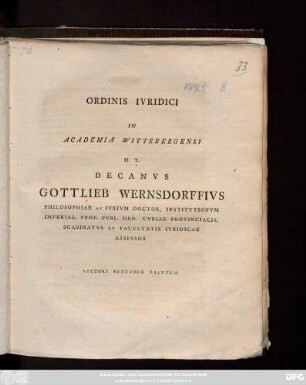 33
ORDINIS IVRIDICI
IN
ACADEMIA WITTEBERGENSI
H. T.
DECANVS
GOTTLIEB WERNSDORFFIVS
PHILOSOPHIAE AC IVRIVM DOCTOR, INSTITVTIONVM
IMPERIAL. PROF. PVBL. ORD. CVRIAE PROVINCIALIS,
SCABINATVS ET FACVLTATIS IVRIDICAE
ASSESSOR
LECTORI BENEVOLO SALVTEM.